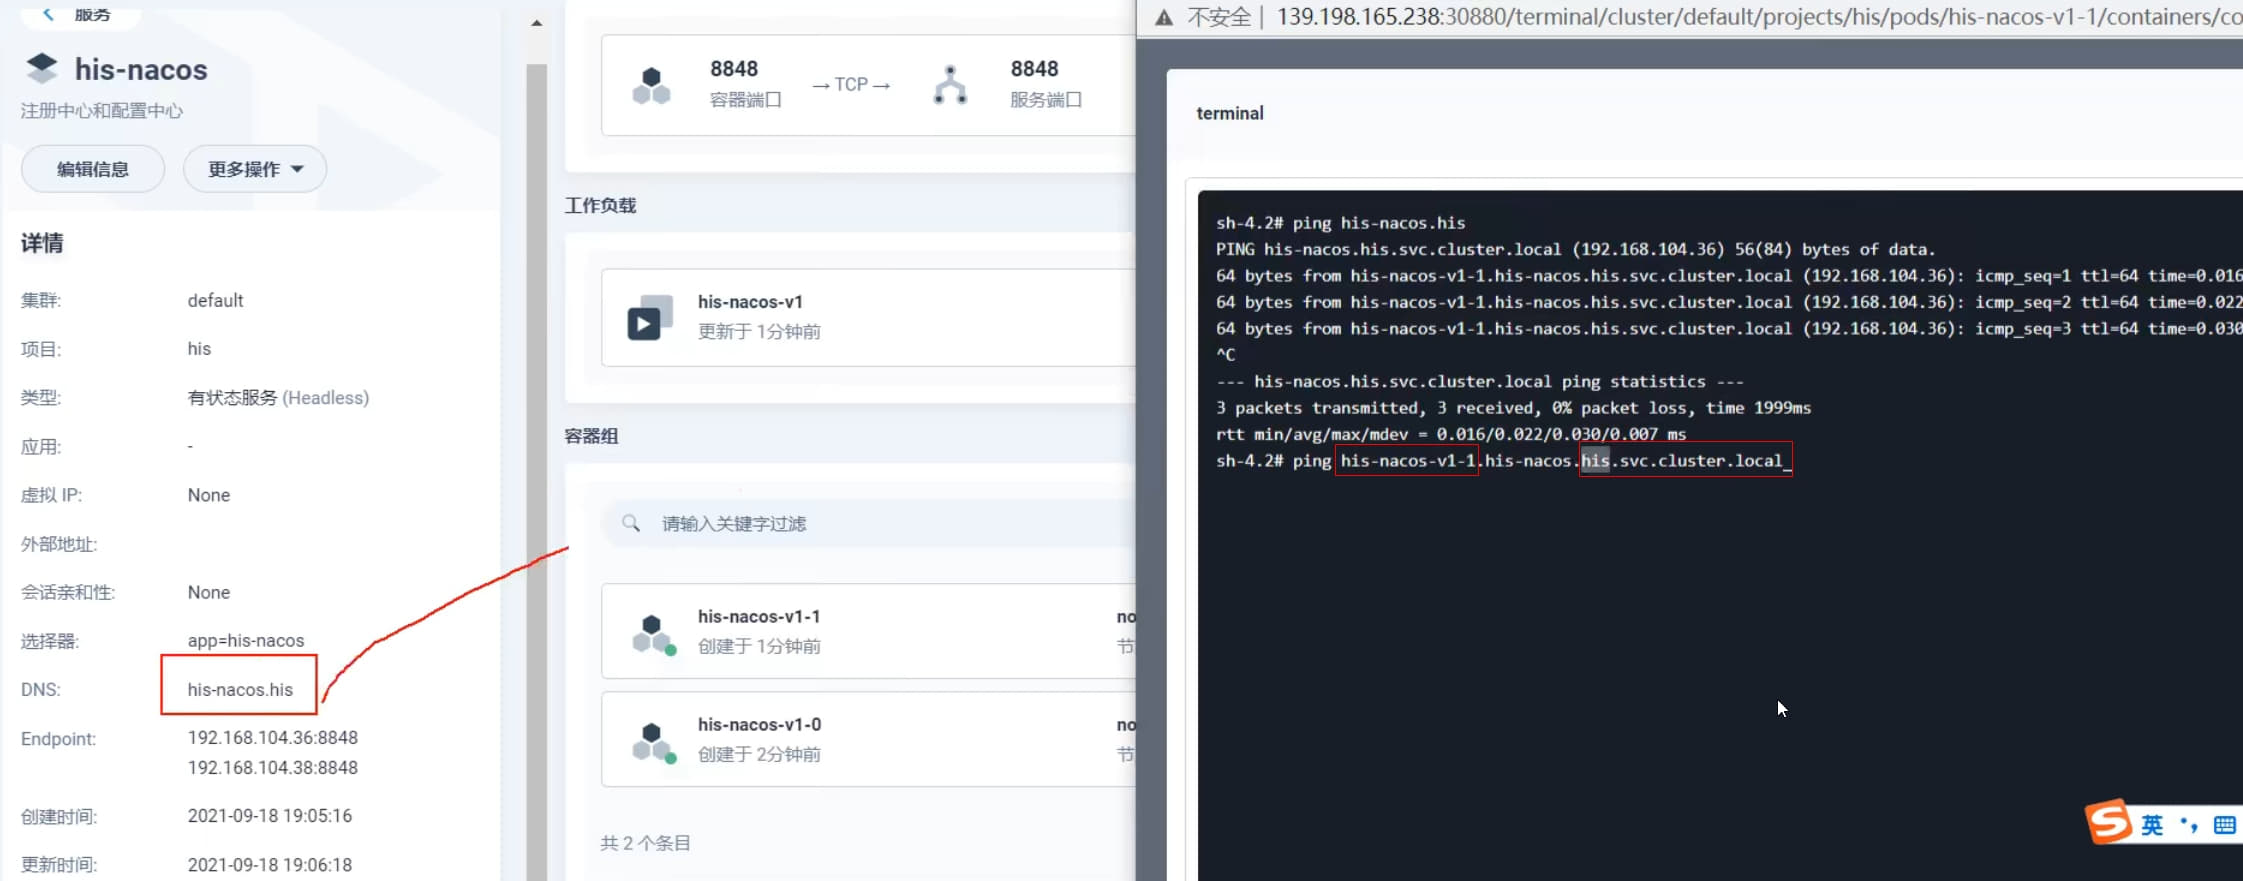 服务
his-nacos
注册中心和配置中心
编辑信息
更多操作
详情
集群: default
项目: his
类型: 有状态服务 (Headless)
应用: -
虚拟 IP: None
外部地址:
会话亲和性: None
选择器: app=his-nacos
DNS: his-nacos.his
Endpoint: 192.168.104.36:8848
192.168.104.38:8848
创建时间: 2021-09-18 19:05:16
更新时间: 2021-09-18 19:06:18
8848
容器端口
→ TCP →
8848
服务端口
工作负载
his-nacos-v1
更新于 1分钟前
容器组
请输入关键字过滤
his-nacos-v1-1
创建于 1分钟前
no
节
his-nacos-v1-0
创建于 2分钟前
no
节
共 2 个条目
不安全 | 139.198.165.238:30880/terminal/cluster/default/projects/his/pods/his-nacos-v1-1/containers/co
terminal
sh-4.2# ping his-nacos.his
PING his-nacos.his.svc.cluster.local (192.168.104.36) 56(84) bytes of data.
64 bytes from his-nacos-v1-1.his-nacos.his.svc.cluster.local (192.168.104.36): icmp_seq=1 ttl=64 time=0.016
64 bytes from his-nacos-v1-1.his-nacos.his.svc.cluster.local (192.168.104.36): icmp_seq=2 ttl=64 time=0.022
64 bytes from his-nacos-v1-1.his-nacos.his.svc.cluster.local (192.168.104.36): icmp_seq=3 ttl=64 time=0.030
^C
--- his-nacos.his.svc.cluster.local ping statistics ---
3 packets transmitted, 3 received, 0% packet loss, time 1999ms
rtt min/avg/max/mdev = 0.016/0.022/0.030/0.007 ms
sh-4.2# ping his-nacos-v1-1.his-nacos.his.svc.cluster.local_
英